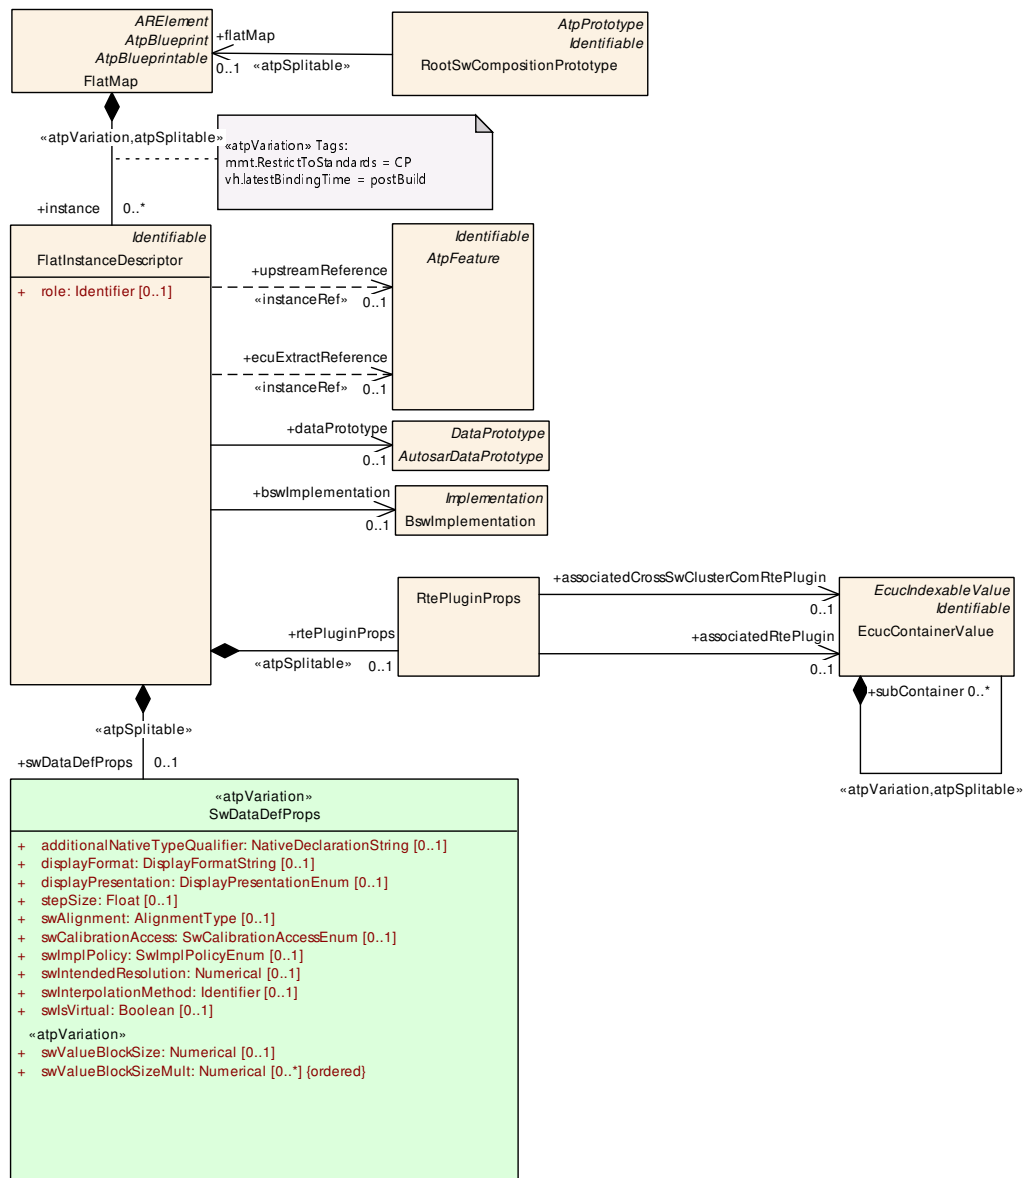 ARElement
AtpBlueprint
AtpBlueprintable
FlatMap
+flatMap
0..1
«atpSplitable»
AtpPrototype
Identifiable
RootSwCompositionPrototype
«atpVariation,atpSplitable»
«atpVariation» Tags:
mmt.RestrictToStandards = CP
vh.latestBindingTime = postBuild
+instance
0..*
Identifiable
FlatInstanceDescriptor
+ role: Identifier [0..1]
+upstreamReference
«instanceRef»
0..1
Identifiable
AtpFeature
+ecuExtractReference
«instanceRef»
0..1
+dataPrototype
0..1
DataPrototype
AutosarDataPrototype
+bswImplementation
0..1
Implementation
BswImplementation
+rtePluginProps
«atpSplitable»
0..1
RtePluginProps
+associatedCrossSwClusterComRtePlugin
0..1
+associatedRtePlugin
0..1
EcucIndexableValue
Identifiable
EcucContainerValue
+subContainer 0..*
«atpVariation,atpSplitable»
«atpSplitable»
+swDataDefProps
0..1
«atpVariation»
SwDataDefProps
+ additionalNativeTypeQualifier: NativeDeclarationString [0..1]
+ displayFormat: DisplayFormatString [0..1]
+ displayPresentation: DisplayPresentationEnum [0..1]
+ stepSize: Float [0..1]
+ swAlignment: AlignmentType [0..1]
+ swCalibrationAccess: SwCalibrationAccessEnum [0..1]
+ swImplPolicy: SwImplPolicyEnum [0..1]
+ swIntendedResolution: Numerical [0..1]
+ swInterpolationMethod: Identifier [0..1]
+ swIsVirtual: Boolean [0..1]
«atpVariation»
+ swValueBlockSize: Numerical [0..1]
+ swValueBlockSizeMult: Numerical [0..*] {ordered}